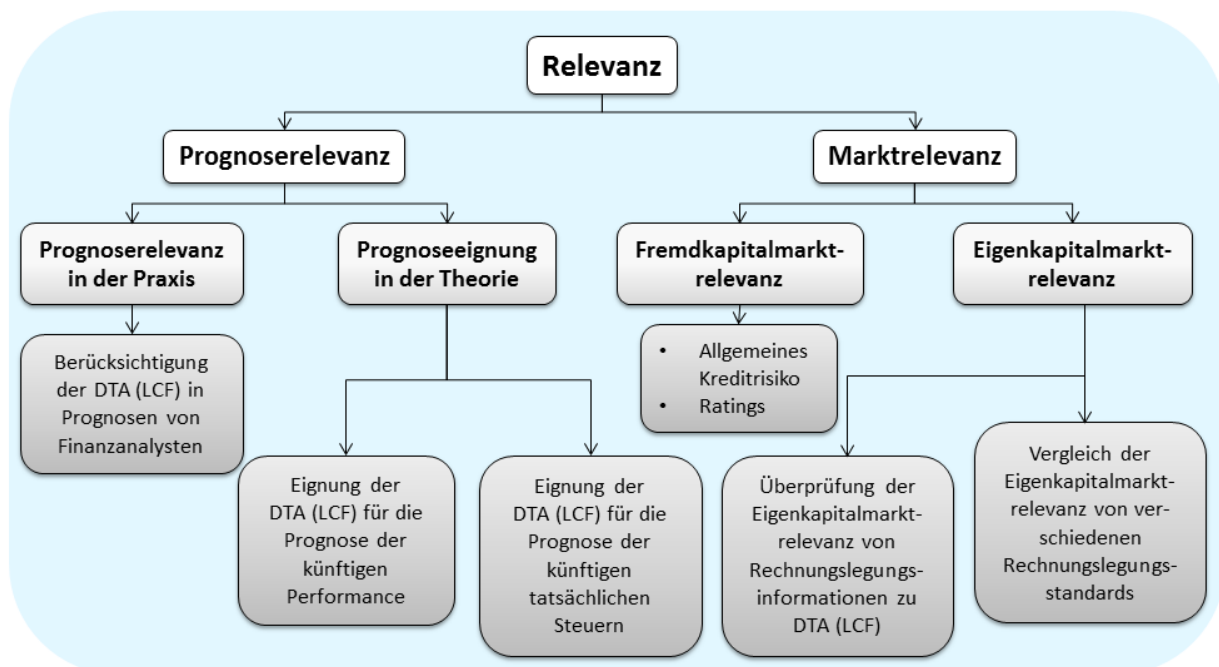 Relevanz
Prognoserelevanz
Marktrelevanz
Prognoserelevanz
in der Praxis
Prognoseeignung
in der Theorie
Fremdkapitalmarkt-
relevanz
Eigenkapitalmarkt-
relevanz
Berücksichtigung
der DTA (LCF) in
Prognosen von
Finanzanalysten
• Allgemeines
Kreditrisiko
• Ratings
Eignung der
DTA (LCF) für die
Prognose der
künftigen
Performance
Eignung der
DTA (LCF) für die
Prognose der
künftigen
tatsächlichen
Steuern
Überprüfung der
Eigenkapitalmarkt-
relevanz von
Rechnungslegungs-
informationen zu
DTA (LCF)
Vergleich der
Eigenkapitalmarkt-
relevanz von ver-
schiedenen
Rechnungslegungs-
standards